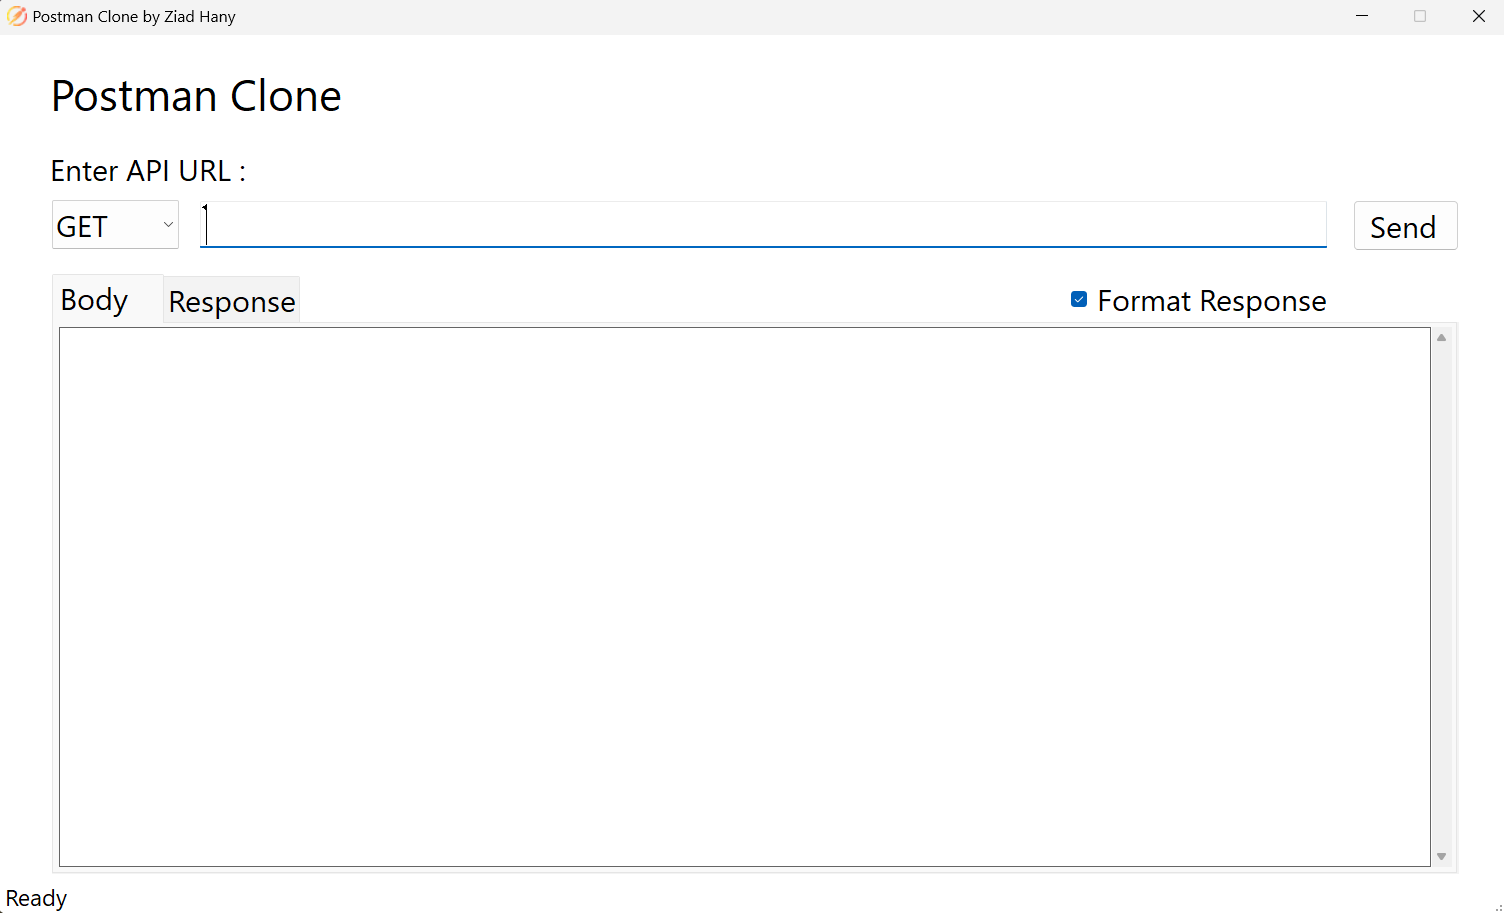 Postman Clone by Ziad Hany
Postman Clone
Enter API URL :
GET
Send
Body
Response
Format Response
Ready